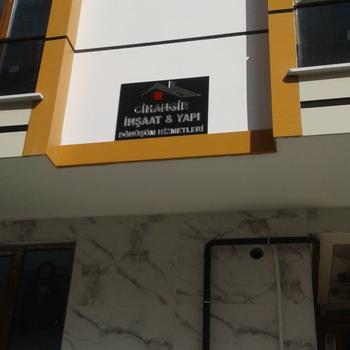 CİHANGİR
İNŞAAT & YAPI
DÖNÜŞÜM HİZMETLERİ